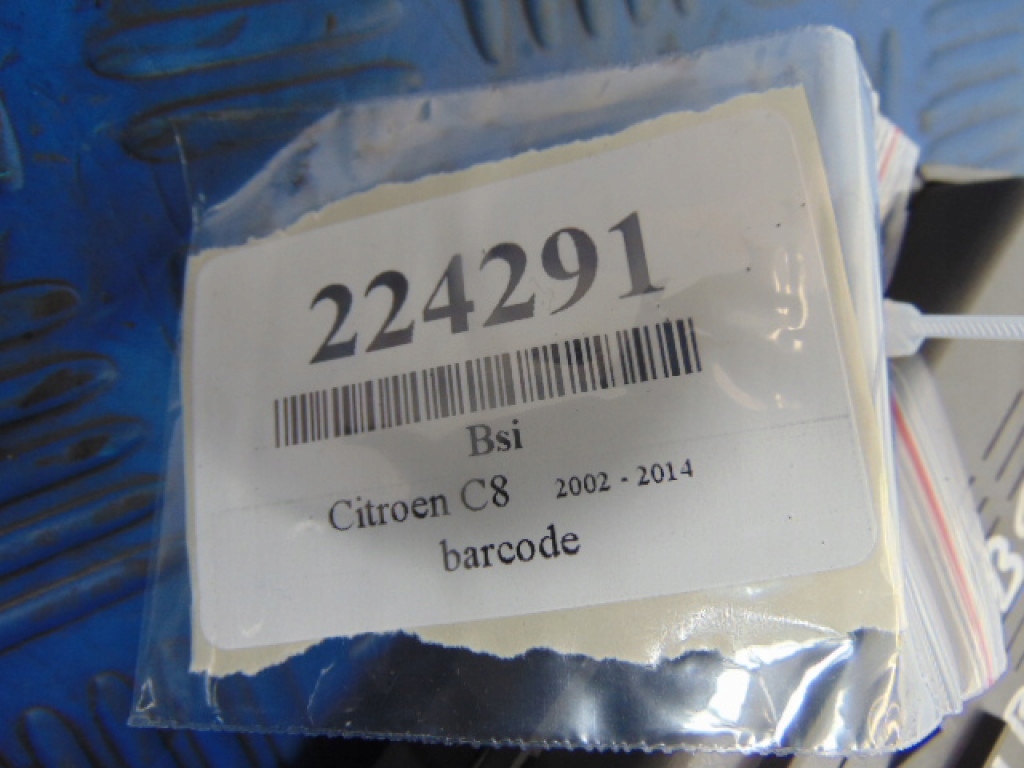 224291
Bsi
Citroen C8 2002 - 2014
barcode